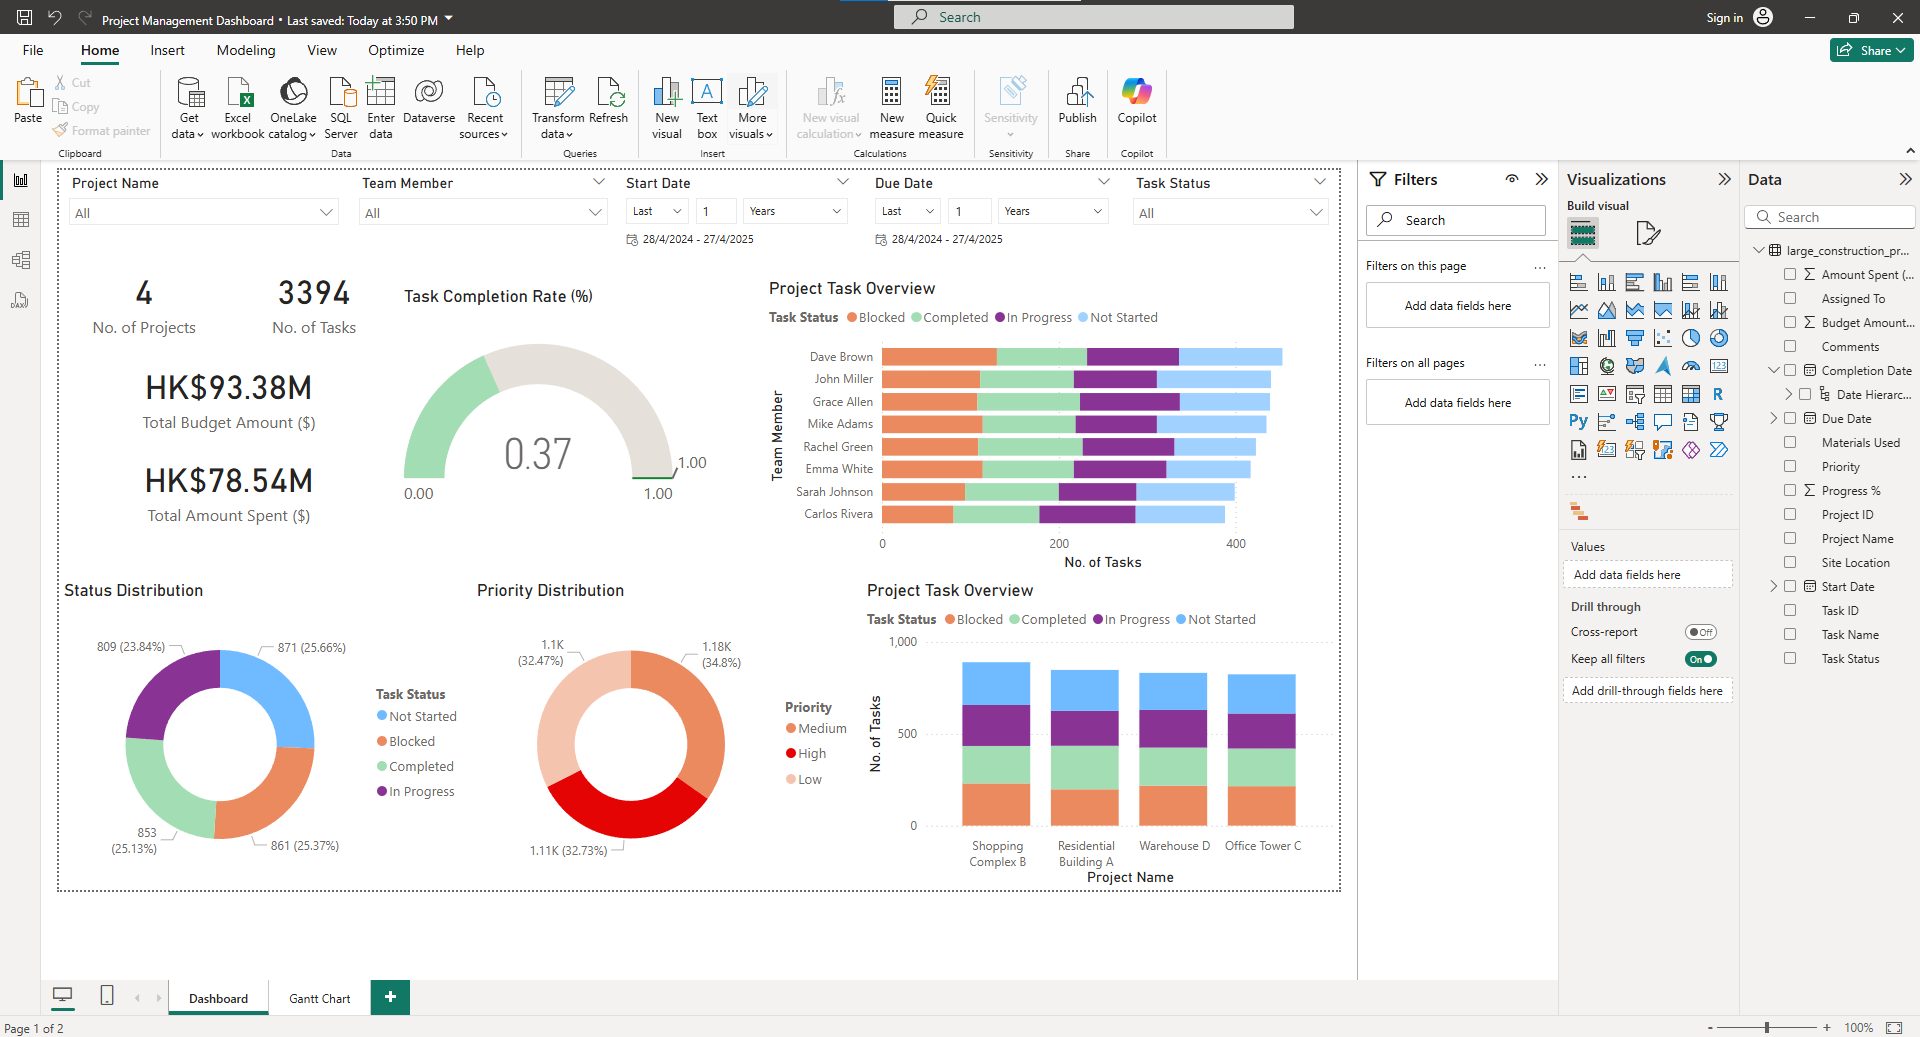 Project Management Dashboard • Last saved: Today at 3:50 PM
Search
Sign in
File
Home
Insert
Modeling
View
Optimize
Help
Share
Paste
Cut
Copy
Format painter
Clipboard
Get data
Excel workbook
OneLake catalog
SQL Server
Enter data
Dataverse
Recent sources
Data
Transform data
Refresh
Queries
New visual
Text box
More visuals
Insert
New visual calculation
New measure
Quick measure
Calculations
Sensitivity
Sensitivity
Publish
Share
Copilot
Copilot
Project Name
All
Team Member
All
Start Date
Last
1
Years
28/4/2024 - 27/4/2025
Due Date
Last
1
Years
28/4/2024 - 27/4/2025
Task Status
All
4
No. of Projects
3394
No. of Tasks
HK$93.38M
Total Budget Amount ($)
HK$78.54M
Total Amount Spent ($)
Task Completion Rate (%)
0.37
1.00
0.00
1.00
Project Task Overview
Task Status Blocked Completed In Progress Not Started
Team Member
Dave Brown
John Miller
Grace Allen
Mike Adams
Rachel Green
Emma White
Sarah Johnson
Carlos Rivera
0
200
400
No. of Tasks
Status Distribution
809 (23.84%)
871 (25.66%)
853
(25.13%)
861 (25.37%)
Task Status
Not Started
Blocked
Completed
In Progress
Priority Distribution
1.1K
(32.47%)
1.18K
(34.8%)
1.11K (32.73%)
Priority
Medium
High
Low
Project Task Overview
Task Status Blocked Completed In Progress Not Started
No. of Tasks
1,000
500
0
Shopping
Complex B
Residential
Building A
Warehouse D
Office Tower C
Project Name
Filters
Search
Filters on this page
...
Add data fields here
Filters on all pages
...
Add data fields here
Visualizations
Build visual
123
R
Py
123
...
Values
Add data fields here
Drill through
Cross-report
Off
Keep all filters
On
Add drill-through fields here
Data
Search
large_construction_pr...
Σ Amount Spent (...
Assigned To
Σ Budget Amount...
Comments
Completion Date
Date Hierarc...
Due Date
Materials Used
Priority
Σ Progress %
Project ID
Project Name
Site Location
Start Date
Task ID
Task Name
Task Status
DAX
Dashboard
Gantt Chart
+
Page 1 of 2
-
+
100%